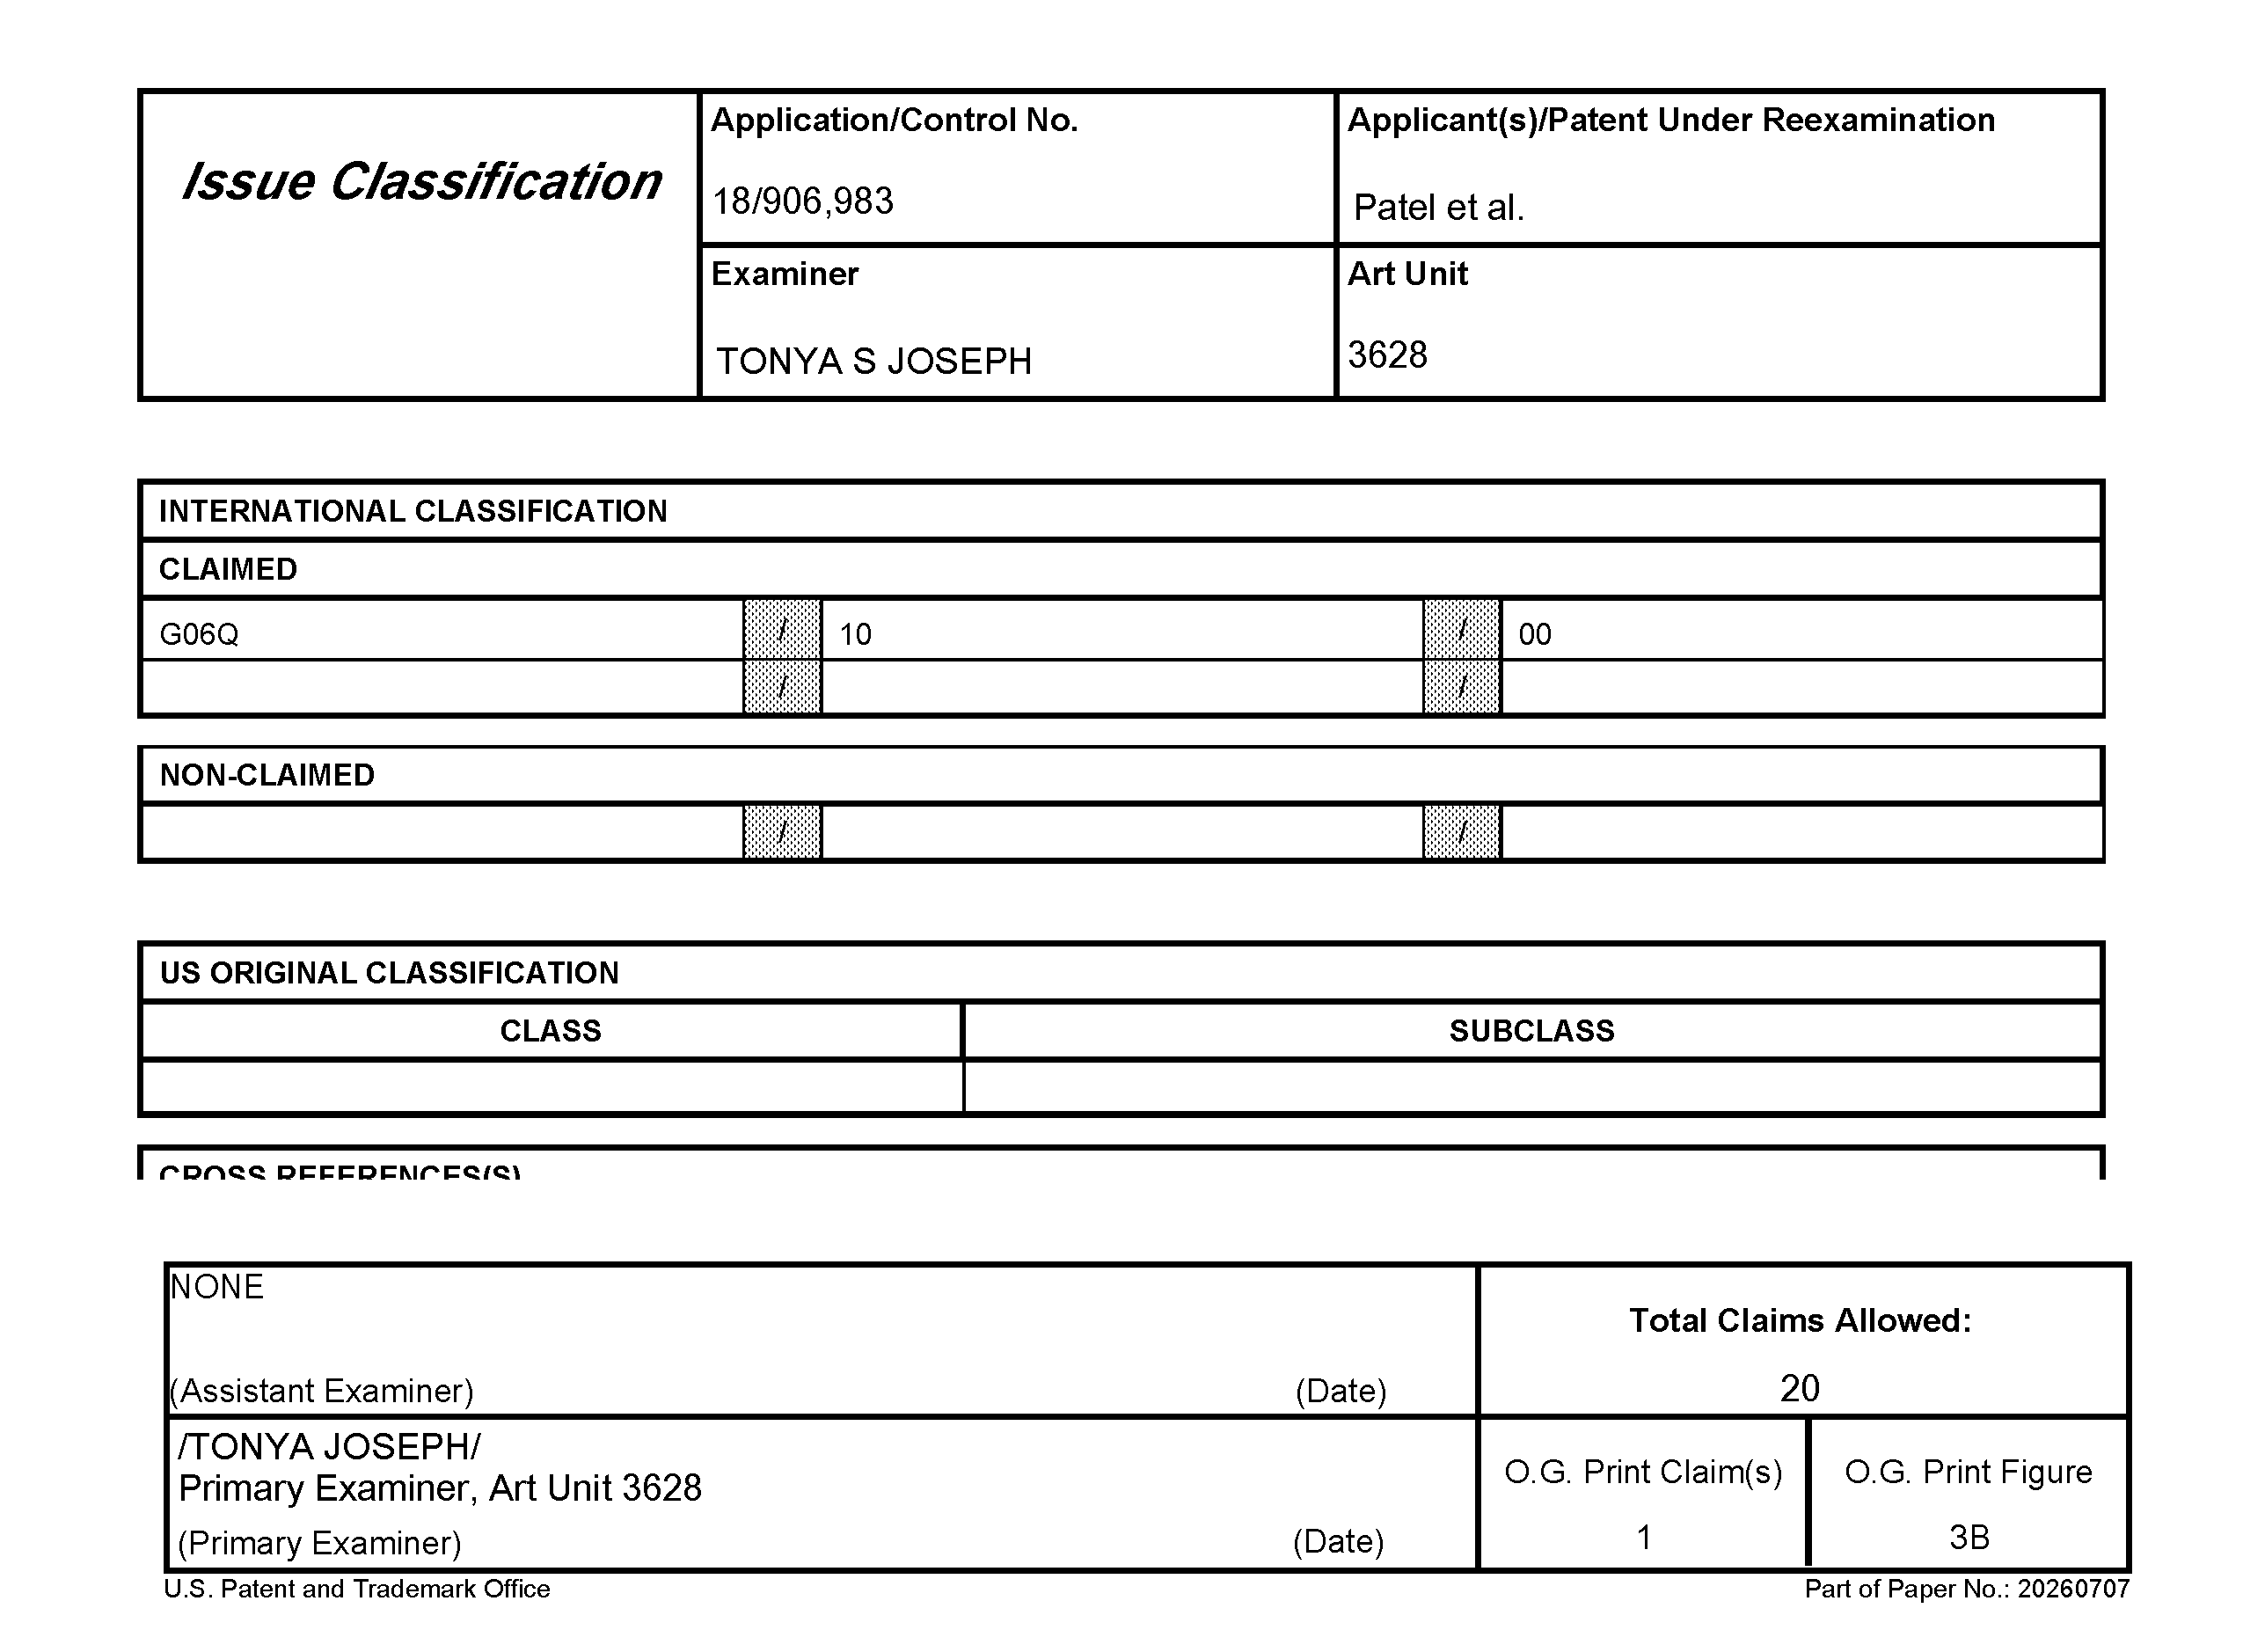 Issue Classification
Application/Control No.
18/906,983
Applicant(s)/Patent Under Reexamination
Patel et al.
Examiner
TONYA S JOSEPH
Art Unit
3628
INTERNATIONAL CLASSIFICATION
CLAIMED
G06Q / 10 / 00
/ /
NON-CLAIMED
/ /
US ORIGINAL CLASSIFICATION
CLASS SUBCLASS
CROSS REFERENCES(S)
NONE
(Assistant Examiner) (Date)
Total Claims Allowed:
20
/TONYA JOSEPH/
Primary Examiner, Art Unit 3628
(Primary Examiner) (Date)
O.G. Print Claim(s)
1
O.G. Print Figure
3B
U.S. Patent and Trademark Office Part of Paper No.: 20260707